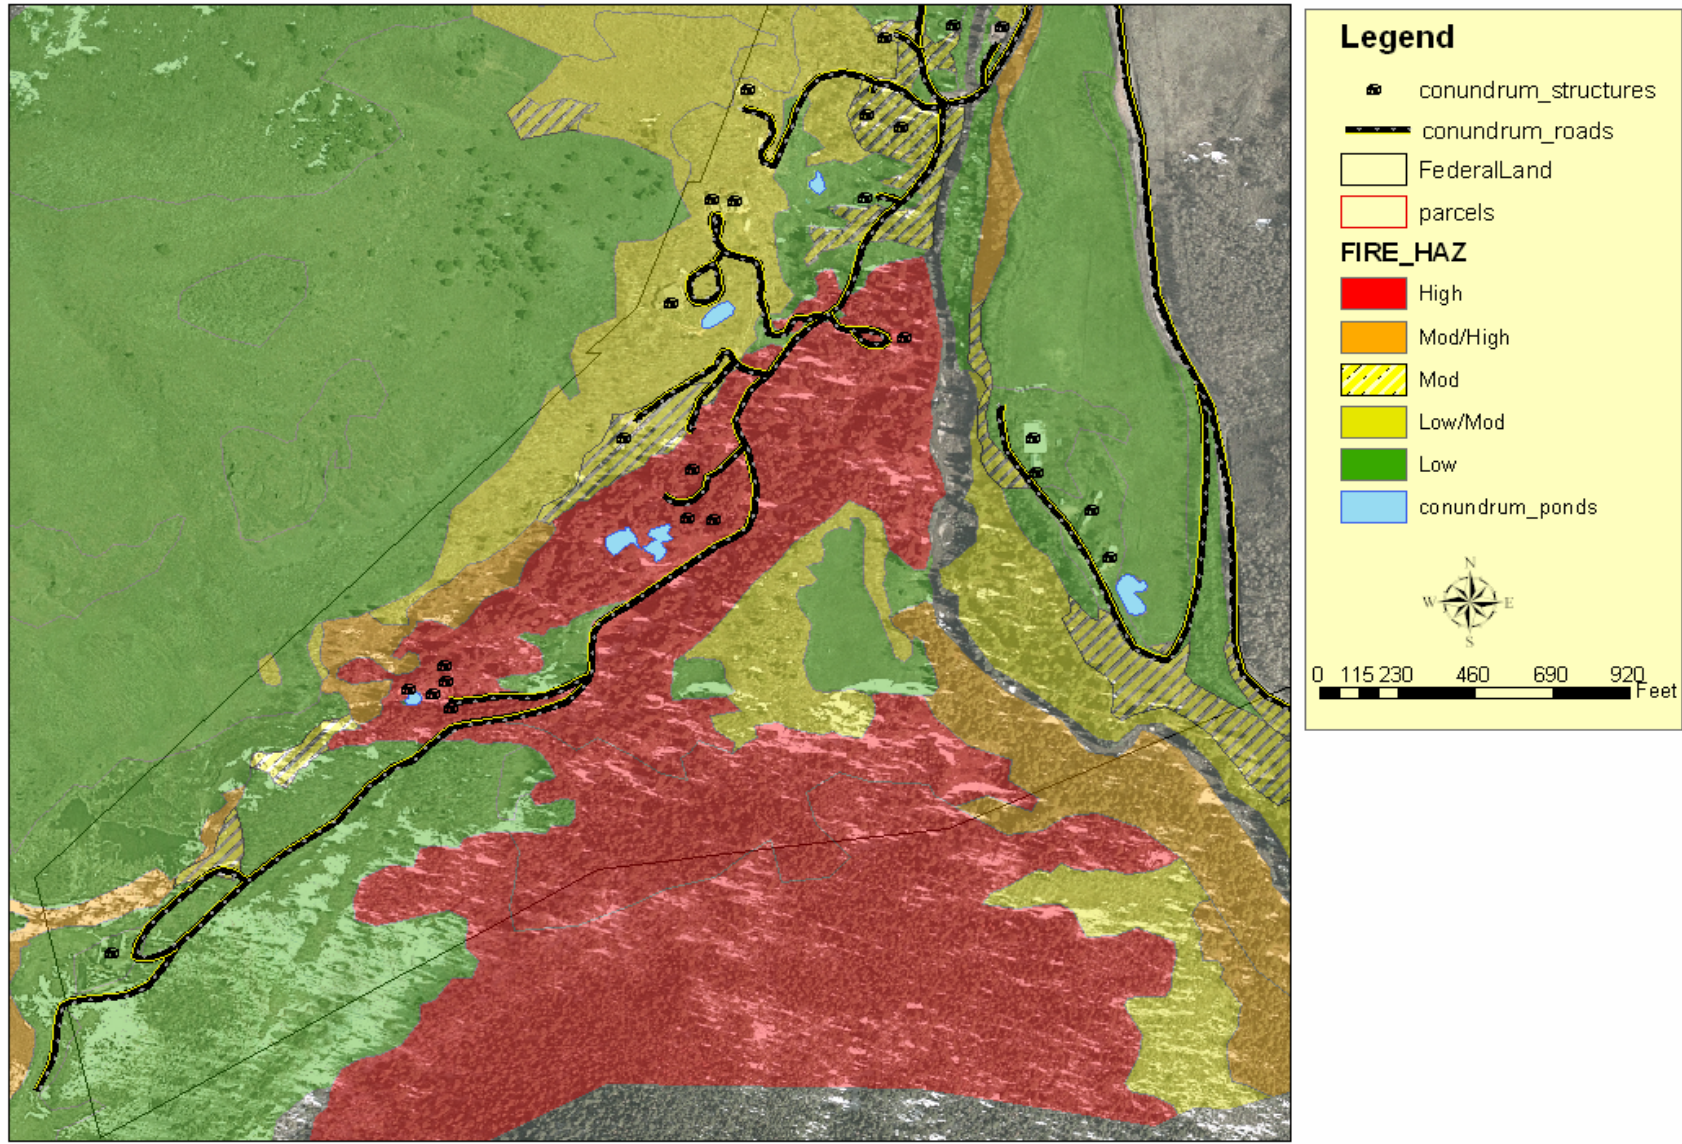 Legend
conundrum_structures
conundrum_roads
FederalLand
parcels
FIRE_HAZ
High
Mod/High
Mod
Low/Mod
Low
conundrum_ponds
N
W E
S
0 115 230 460 690 920
Feet